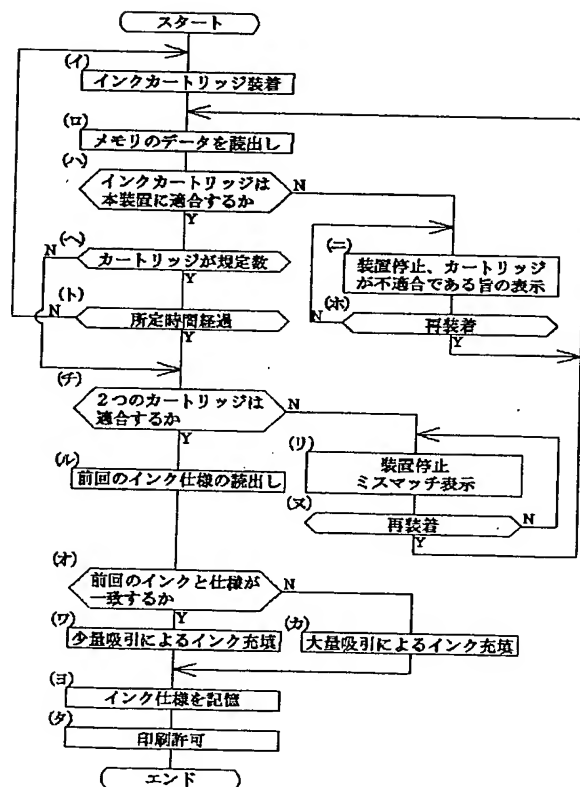 スタート
(イ)
インクカートリッジ装着
(ロ)
メモリのデータを読出し
(ハ)
インクカートリッジは
本装置に適合するか
N
Y
(ニ)
装置停止、カートリッジ
が不適合である旨の表示
(ホ)
N
再装着
Y
(ヘ)
N
カートリッジが規定数
Y
(ト)
N
所定時間経過
Y
(チ)
2つのカートリッジは
適合するか
N
Y
(リ)
装置停止
ミスマッチ表示
(ヌ)
再装着
N
Y
(ル)
前回のインク仕様の読出し
(オ)
前回のインクと仕様が
一致するか
N
Y
(ワ)
少量吸引によるインク充填
(カ)
大量吸引によるインク充填
(ヨ)
インク仕様を記憶
(タ)
印刷許可
エンド